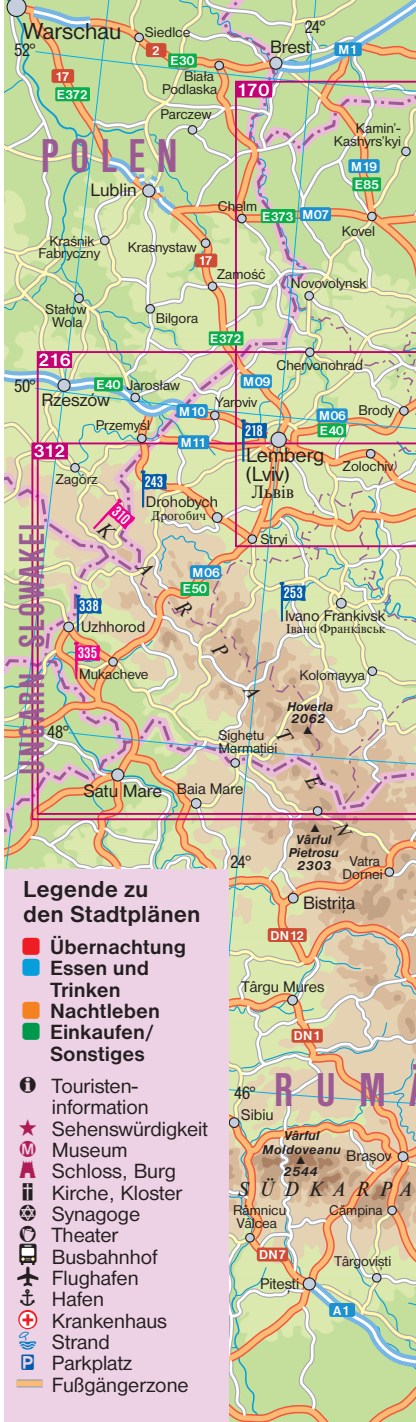 Warschau
24°
Siedlce
52°
2
Brest
M1
E30
17
Biała
Podlaska
E372
170
Parczew
Kamin'-
Kashyrs'kyi
POLEN
M19
Lublin
E85
Chełm
E373
M07
Kovel
Kraśnik
Fabryczny
Krasnystaw
17
Zamość
Novovolynsk
Stałow
Wola
Bilgora
E372
Chervonohrad
216
50°
Rzeszów
E40
Jarosław
M09
Yaroviv
M10
M06
Brody
E40
Przemyśl
M11
218
312
Lemberg
(Lviv)
Львів
Zolochiv
Zagórz
243
Drohobych
Дрогобич
310
Stryi
KARPATEN
M06
E50
253
UNGARN
SLOWAKEI
338
Uzhhorod
Ivano Frankivsk
Івано Франківськ
335
Mukacheve
Kolomayya
Hoverla
2062
48°
Sighetu
Marmației
Satu Mare
Baia Mare
Vârful
Pietrosu
2303
24°
Vatra
Dornei
Bistrița
DN12
Târgu Mures
DN1
46°
RUMÄ
Sibiu
Vârful
Moldoveanu
2544
Brașov
SÜDKARPA
Râmnicu
Vâlcea
Câmpina
DN7
Târgoviști
Pitești
A1
Legende zu
den Stadtplänen
Übernachtung
Essen und
Trinken
Nachtleben
Einkaufen/
Sonstiges
Touristen-
information
Sehenswürdigkeit
M Museum
Schloss, Burg
Kirche, Kloster
Synagoge
Theater
Busbahnhof
Flughafen
Hafen
Krankenhaus
Strand
P Parkplatz
Fußgängerzone